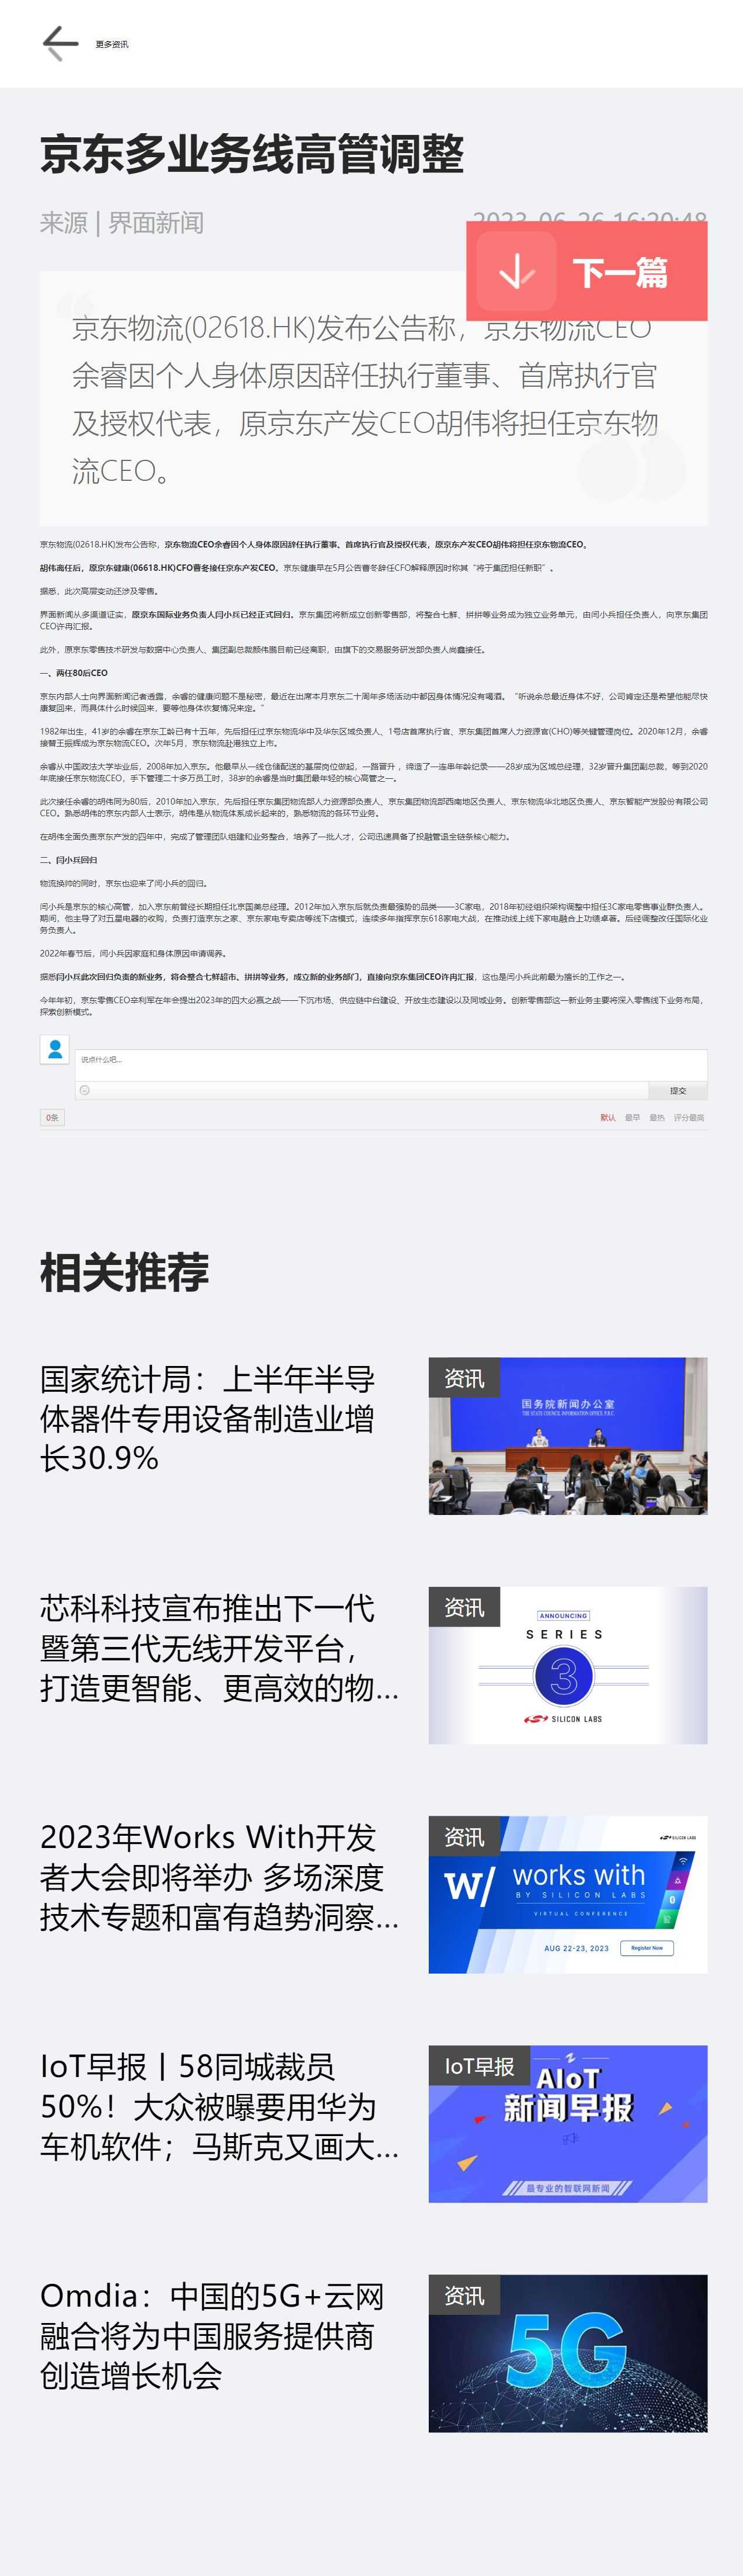 更多资讯
京东多业务线高管调整
来源 | 界面新闻
2023-06-26 16:20:48
下一篇
京东物流(02618.HK)发布公告称，京东物流CEO
余睿因个人身体原因辞任执行董事、首席执行官
及授权代表，原京东产发CEO胡伟将担任京东物
流CEO。
京东物流(02618.HK)发布公告称，京东物流CEO余睿因个人身体原因辞任执行董事、首席执行官及授权代表，原京东产发CEO胡伟将担任京东物流CEO。
胡伟离任后，原京东健康(06618.HK)CFO曹冬接任京东产发CEO。京东健康早在5月公告曹冬辞任CFO解释原因时称其“将于集团担任新职”。
据悉，此次高层变动还涉及零售。
界面新闻从多渠道证实，原京东国际业务负责人闫小兵已经正式回归。京东集团将新成立创新零售部，将整合七鲜、拼拼等业务成为独立业务单元，由闫小兵担任负责人，向京东集团
CEO许冉汇报。
此外，原京东零售技术研发与数据中心负责人、集团副总裁颜伟鹏目前已经离职，由旗下的交易服务研发部负责人尚鑫接任。
一、两任80后CEO
京东内部人士向界面新闻记者透露，余睿的健康问题不是秘密，最近在出席本月京东二十周年多场活动中都因身体情况没有喝酒。“听说余总最近身体不好，公司肯定还是希望他能尽快
康复回来，而具体什么时候回来，要等他身体恢复情况来定。”
1982年出生，41岁的余睿在京东工龄已有十五年，先后担任过京东物流华中及华东区域负责人、1号店首席执行官、京东集团首席人力资源官(CHO)等关键管理岗位。2020年12月，余睿
接替王振辉成为京东物流CEO。次年5月，京东物流赴港独立上市。
余睿从中国政法大学毕业后，2008年加入京东。他最早从一线仓储配送的基层岗位做起，一路晋升，缔造了一连串年龄纪录——28岁成为区域总经理，32岁晋升集团副总裁，等到2020
年底接任京东物流CEO，手下管理二十多万员工时，38岁的余睿是当时集团最年轻的核心高管之一。
此次接任余睿的胡伟同为80后，2010年加入京东，先后担任京东集团物流部人力资源部负责人、京东集团物流部西南地区负责人、京东物流华北地区负责人、京东智能产发股份有限公司
CEO。熟悉胡伟的京东内部人士表示，胡伟是从物流体系成长起来的，熟悉物流的各环节业务。
在胡伟全面负责京东产发的四年中，完成了管理团队组建和业务整合，培养了一批人才，公司迅速具备了投融管退全链条核心能力。
二、闫小兵回归
物流换帅的同时，京东也迎来了闫小兵的回归。
闫小兵是京东的核心高管，加入京东前曾经长期担任北京国美总经理。2012年加入京东后就负责最强势的品类——3C家电，2018年初经组织架构调整中担任3C家电零售事业群负责人。
期间，他主导了对五星电器的收购，负责打造京东之家、京东家电专卖店等线下店模式，连续多年指挥京东618家电大战，在推动线上线下家电融合上功绩卓著。后经调整改任国际化业
务负责人。
2022年春节后，闫小兵因家庭和身体原因申请调养。
据悉闫小兵此次回归负责的新业务，将会整合七鲜超市、拼拼等业务，成立新的业务部门，直接向京东集团CEO许冉汇报，这也是闫小兵此前最为擅长的工作之一。
今年年初，京东零售CEO辛利军在年会提出2023年的四大必赢之战——下沉市场、供应链中台建设、开放生态建设以及同城业务。创新零售部这一新业务主要将深入零售线下业务布局，
探索创新模式。
说点什么吧...
提交
0条
默认 最早 最热 评分最高
相关推荐
国家统计局：上半年半导
体器件专用设备制造业增
长30.9%
资讯
国务院新闻办公室
THE STATE COUNCIL INFORMATION OFFICE, P.R.C
芯科科技宣布推出下一代
暨第三代无线开发平台，
打造更智能、更高效的物...
资讯
ANNOUNCING
SERIES
3
SILICON LABS
2023年Works With开发
者大会即将举办 多场深度
技术专题和富有趋势洞察...
资讯
SILICON LABS
w/ works with
BY SILICON LABS
VIRTUAL CONFERENCE
AUG 22-23, 2023
Register Now
IoT早报丨58同城裁员
50%！大众被曝要用华为
车机软件；马斯克又画大...
IoT早报
AIoT
新闻早报
最专业的智联网新闻
Omdia：中国的5G+云网
融合将为中国服务提供商
创造增长机会
资讯
5G